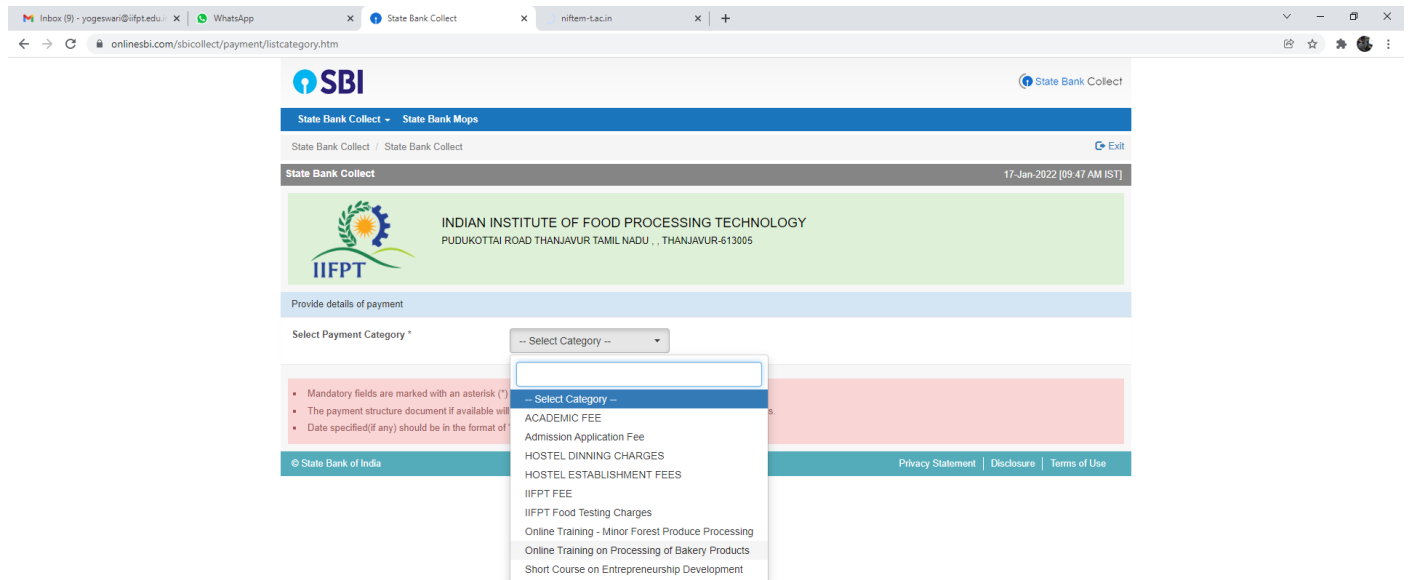 Inbox (9) - yogeswari@iifpt.edu.i
WhatsApp
State Bank Collect
niftem-t.ac.in
onlinesbi.com/sbicollect/payment/listcategory.htm
SBI
State Bank Collect
State Bank Collect
State Bank Mops
State Bank Collect / State Bank Collect
Exit
State Bank Collect
17-Jan-2022 [09:47 AM IST]
IIFPT
INDIAN INSTITUTE OF FOOD PROCESSING TECHNOLOGY
PUDUKOTTAI ROAD THANJAVUR TAMIL NADU , , THANJAVUR-613005
Provide details of payment
Select Payment Category *
-- Select Category --
-- Select Category --
ACADEMIC FEE
Admission Application Fee
HOSTEL DINNING CHARGES
HOSTEL ESTABLISHMENT FEES
IIFPT FEE
IIFPT Food Testing Charges
Online Training - Minor Forest Produce Processing
Online Training on Processing of Bakery Products
Short Course on Entrepreneurship Development
Mandatory fields are marked with an asterisk (*)
The payment structure document if available will
s.
Date specified(if any) should be in the format of '
© State Bank of India
Privacy Statement | Disclosure | Terms of Use